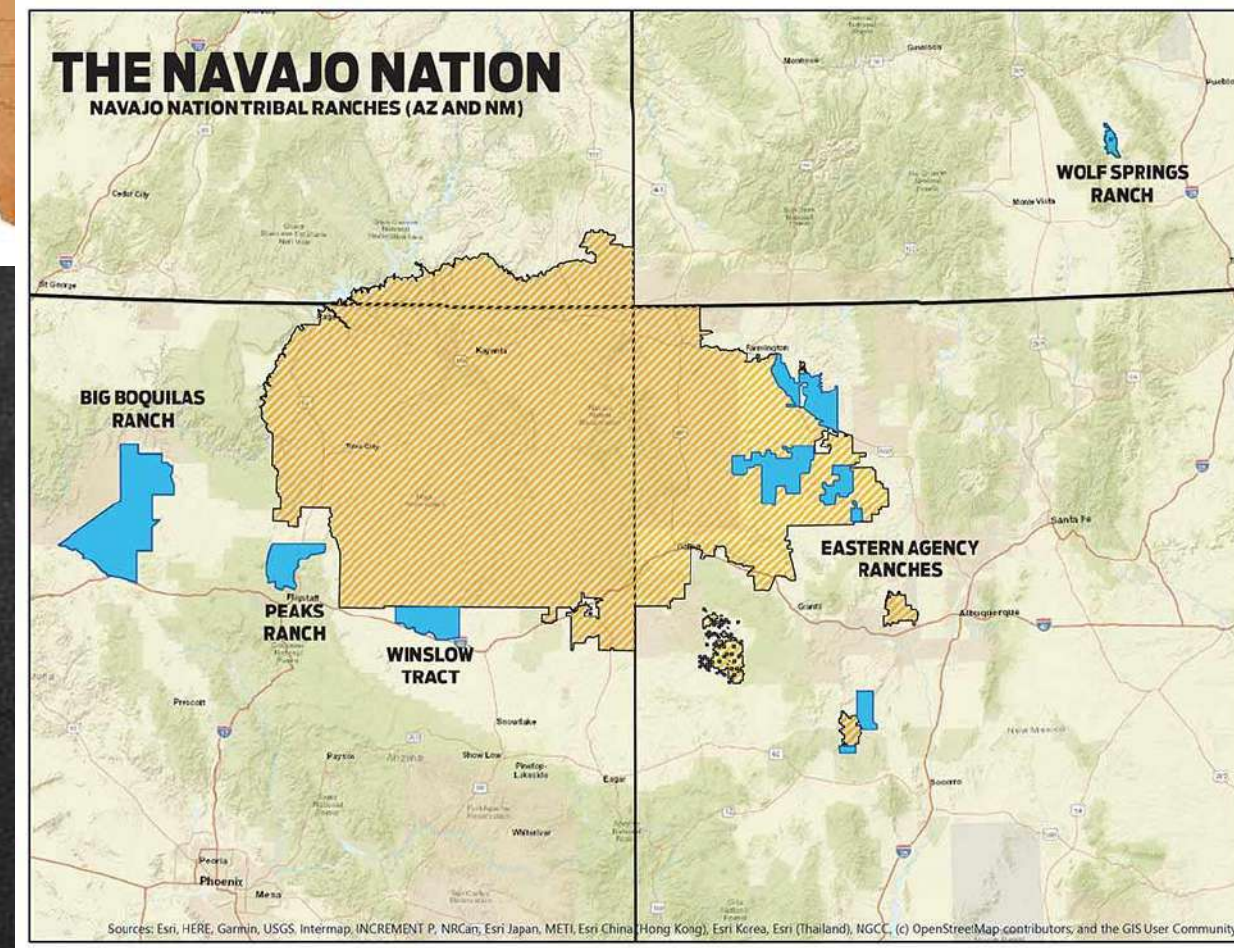 THE NAVAJO NATION
NAVAJO NATION TRIBAL RANCHES (AZ AND NM)
Gunnison
Montrose
Pueblo
Cedar City
WOLF SPRINGS
RANCH
Monte Vista
St George
Farmington
Kayenta
BIG BOQUILAS
RANCH
Tuba City
Santa Fe
Gallup
EASTERN AGENCY
RANCHES
Flagstaff
PEAKS
RANCH
Grants
Albuquerque
WINSLOW
TRACT
Prescott
Snowflake
New Mexico
Payson
Arizona
Show Low
Pinetop-
Lakeside
Eagar
Socorro
Whiteriver
Peoria
Phoenix
Mesa
Sources: Esri, HERE, Garmin, USGS, Intermap, INCREMENT P, NRCan, Esri Japan, METI, Esri China (Hong Kong), Esri Korea, Esri (Thailand), NGCC, (c) OpenStreetMap contributors, and the GIS User Community